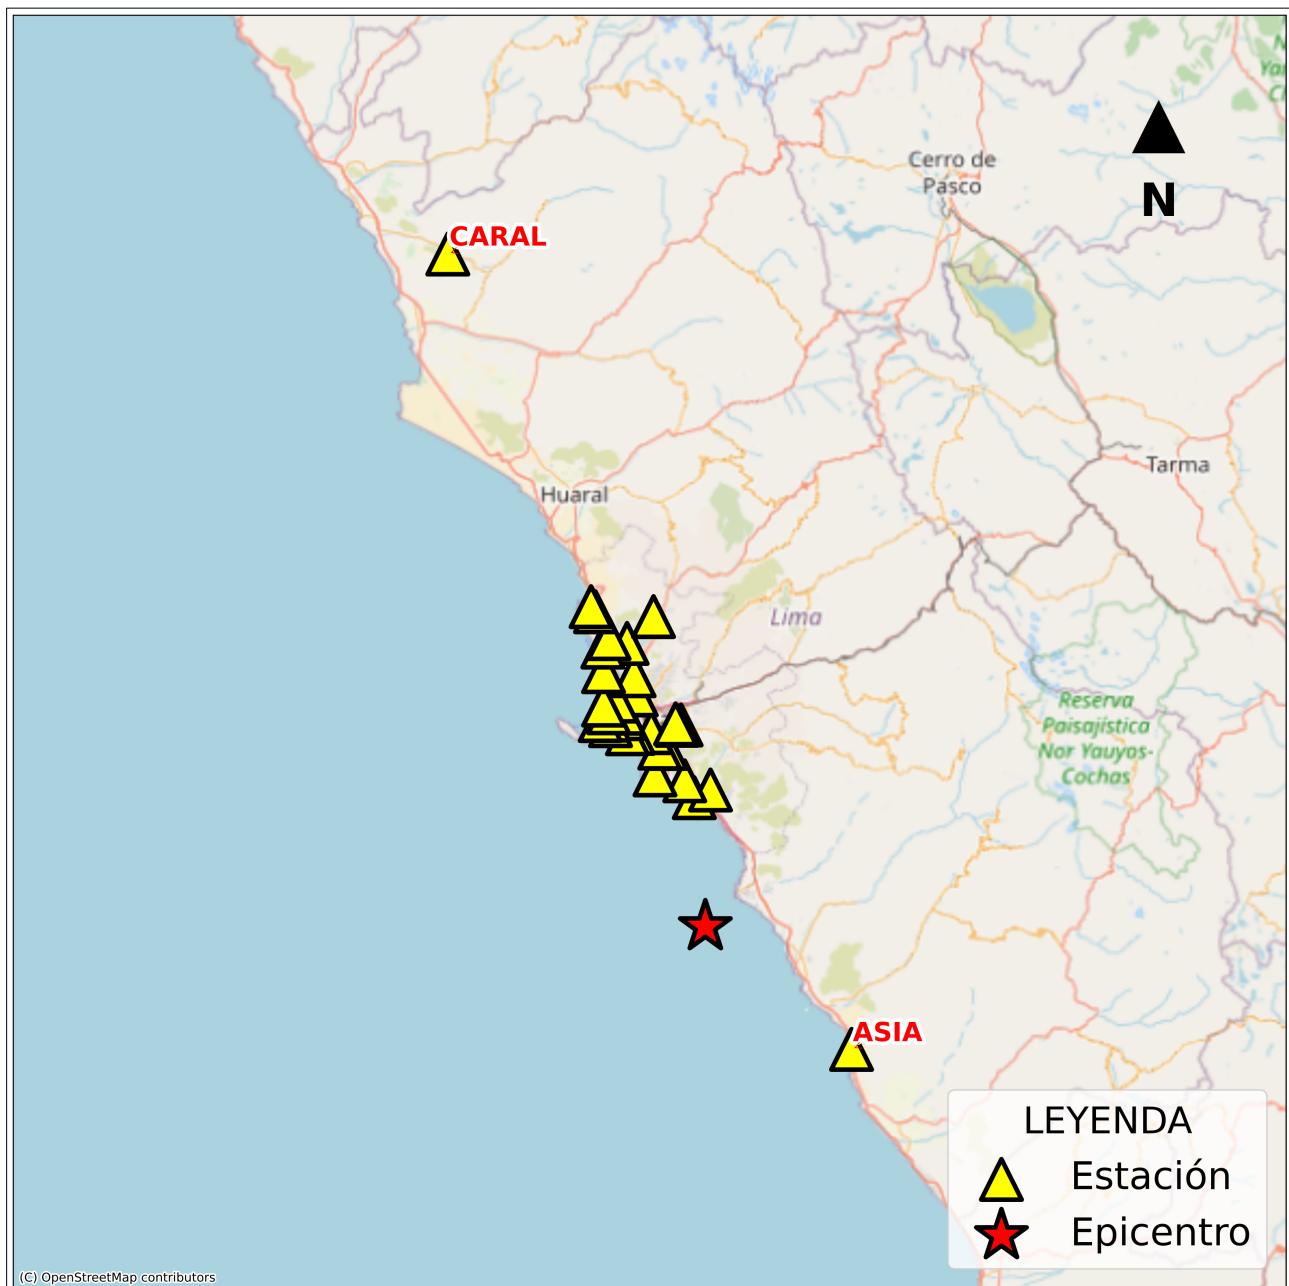 Cerro de
Pasco
N
CARAL
Tarma
Huaral
Lima
Reserva
Paisajística
Nor Yauyos-
Cochas
ASIA
LEYENDA
Estación
Epicentro
(C) OpenStreetMap contributors